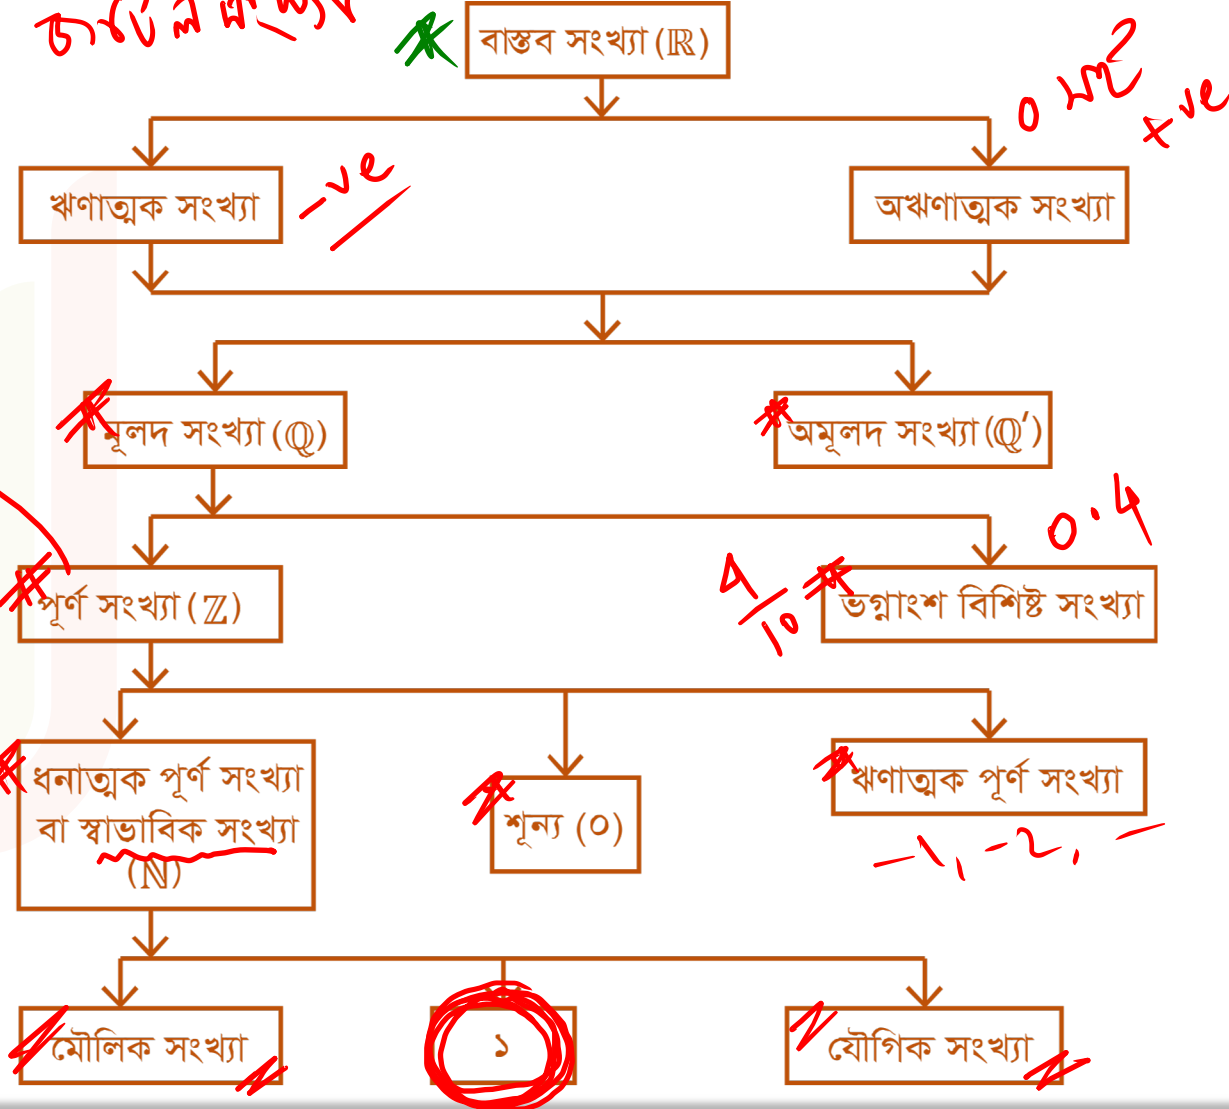 বাস্তব সংখ্যা (ℝ)
+ve
ঋণাত্মক সংখ্যা
-ve
অঋণাত্মক সংখ্যা
মূলদ সংখ্যা (ℚ)
অমূলদ সংখ্যা (ℚ′)
0.4
পূর্ণ সংখ্যা (ℤ)
4/10
ভগ্নাংশ বিশিষ্ট সংখ্যা
ধনাত্মক পূর্ণ সংখ্যা
বা স্বাভাবিক সংখ্যা
(ℕ)
শূন্য (০)
ঋণাত্মক পূর্ণ সংখ্যা
-1, -2, -
মৌলিক সংখ্যা
১
যৌগিক সংখ্যা